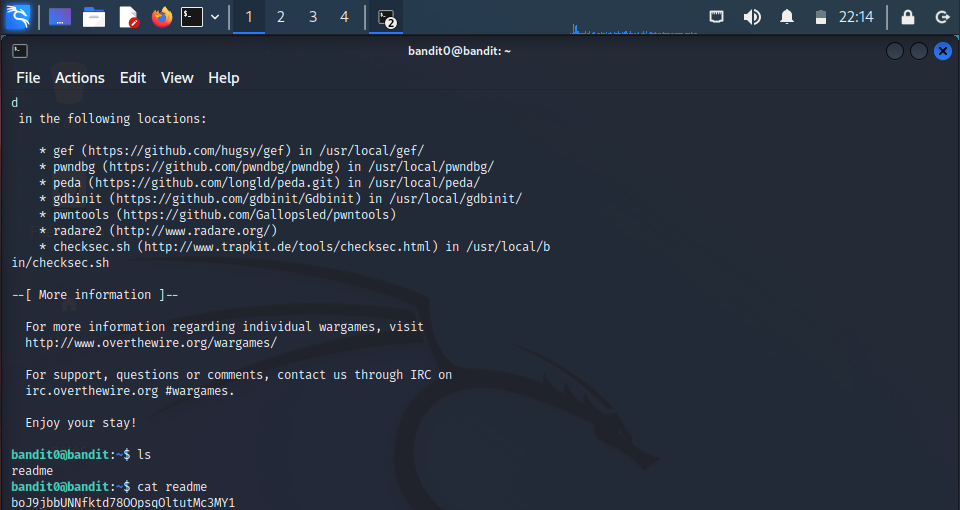 1 2 3 4 2 22:14
bandit0@bandit: ~
File Actions Edit View Help
d
in the following locations:
* gef (https://github.com/hugsy/gef) in /usr/local/gef/
* pwndbg (https://github.com/pwndbg/pwndbg) in /usr/local/pwndbg/
* peda (https://github.com/longld/peda.git) in /usr/local/peda/
* gdbinit (https://github.com/gdbinit/Gdbinit) in /usr/local/gdbinit/
* pwntools (https://github.com/Gallopsled/pwntools)
* radare2 (http://www.radare.org/)
* checksec.sh (http://www.trapkit.de/tools/checksec.html) in /usr/local/b
in/checksec.sh
--[ More information ]--
For more information regarding individual wargames, visit
http://www.overthewire.org/wargames/
For support, questions or comments, contact us through IRC on
irc.overthewire.org #wargames.
Enjoy your stay!
bandit0@bandit:~$ ls
readme
bandit0@bandit:~$ cat readme
boJ9jbbUNNfktd78OOpsqOltutMc3MY1